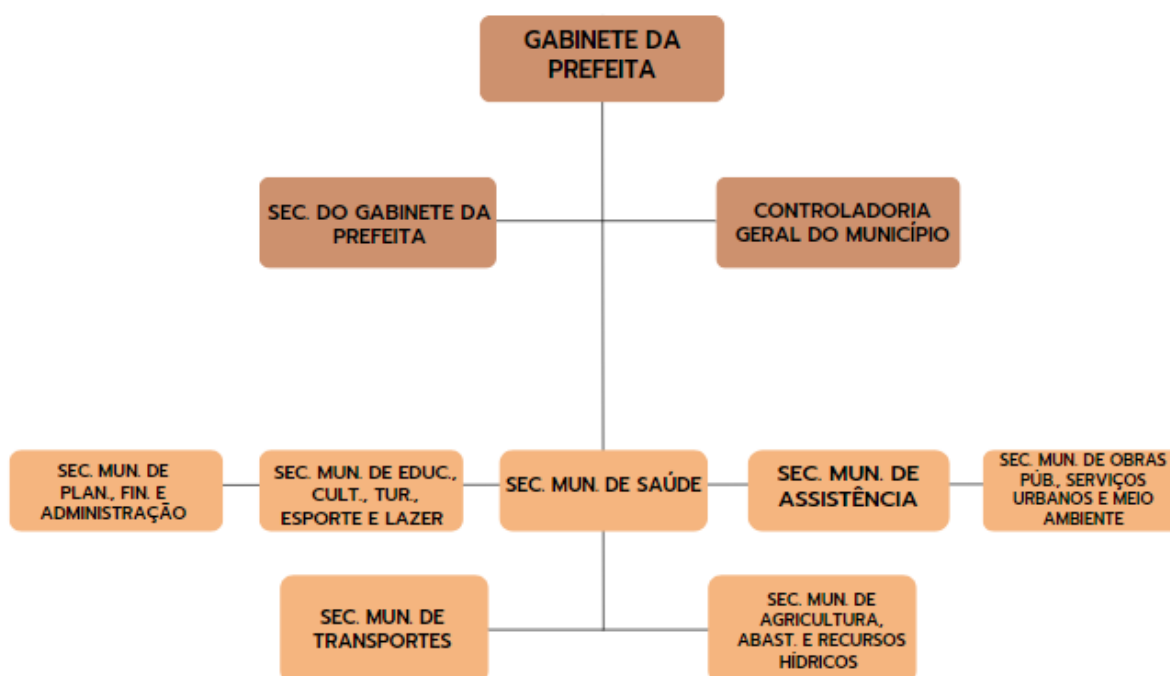 GABINETE DA
PREFEITA
SEC. DO GABINETE DA
PREFEITA
CONTROLADORIA
GERAL DO MUNICÍPIO
SEC. MUN. DE
PLAN., FIN. E
ADMINISTRAÇÃO
SEC. MUN. DE EDUC.,
CULT., TUR.,
ESPORTE E LAZER
SEC. MUN. DE SAÚDE
SEC. MUN. DE
ASSISTÊNCIA
SEC. MUN. DE OBRAS
PÚB., SERVIÇOS
URBANOS E MEIO
AMBIENTE
SEC. MUN. DE
TRANSPORTES
SEC. MUN. DE
AGRICULTURA,
ABAST. E RECURSOS
HÍDRICOS